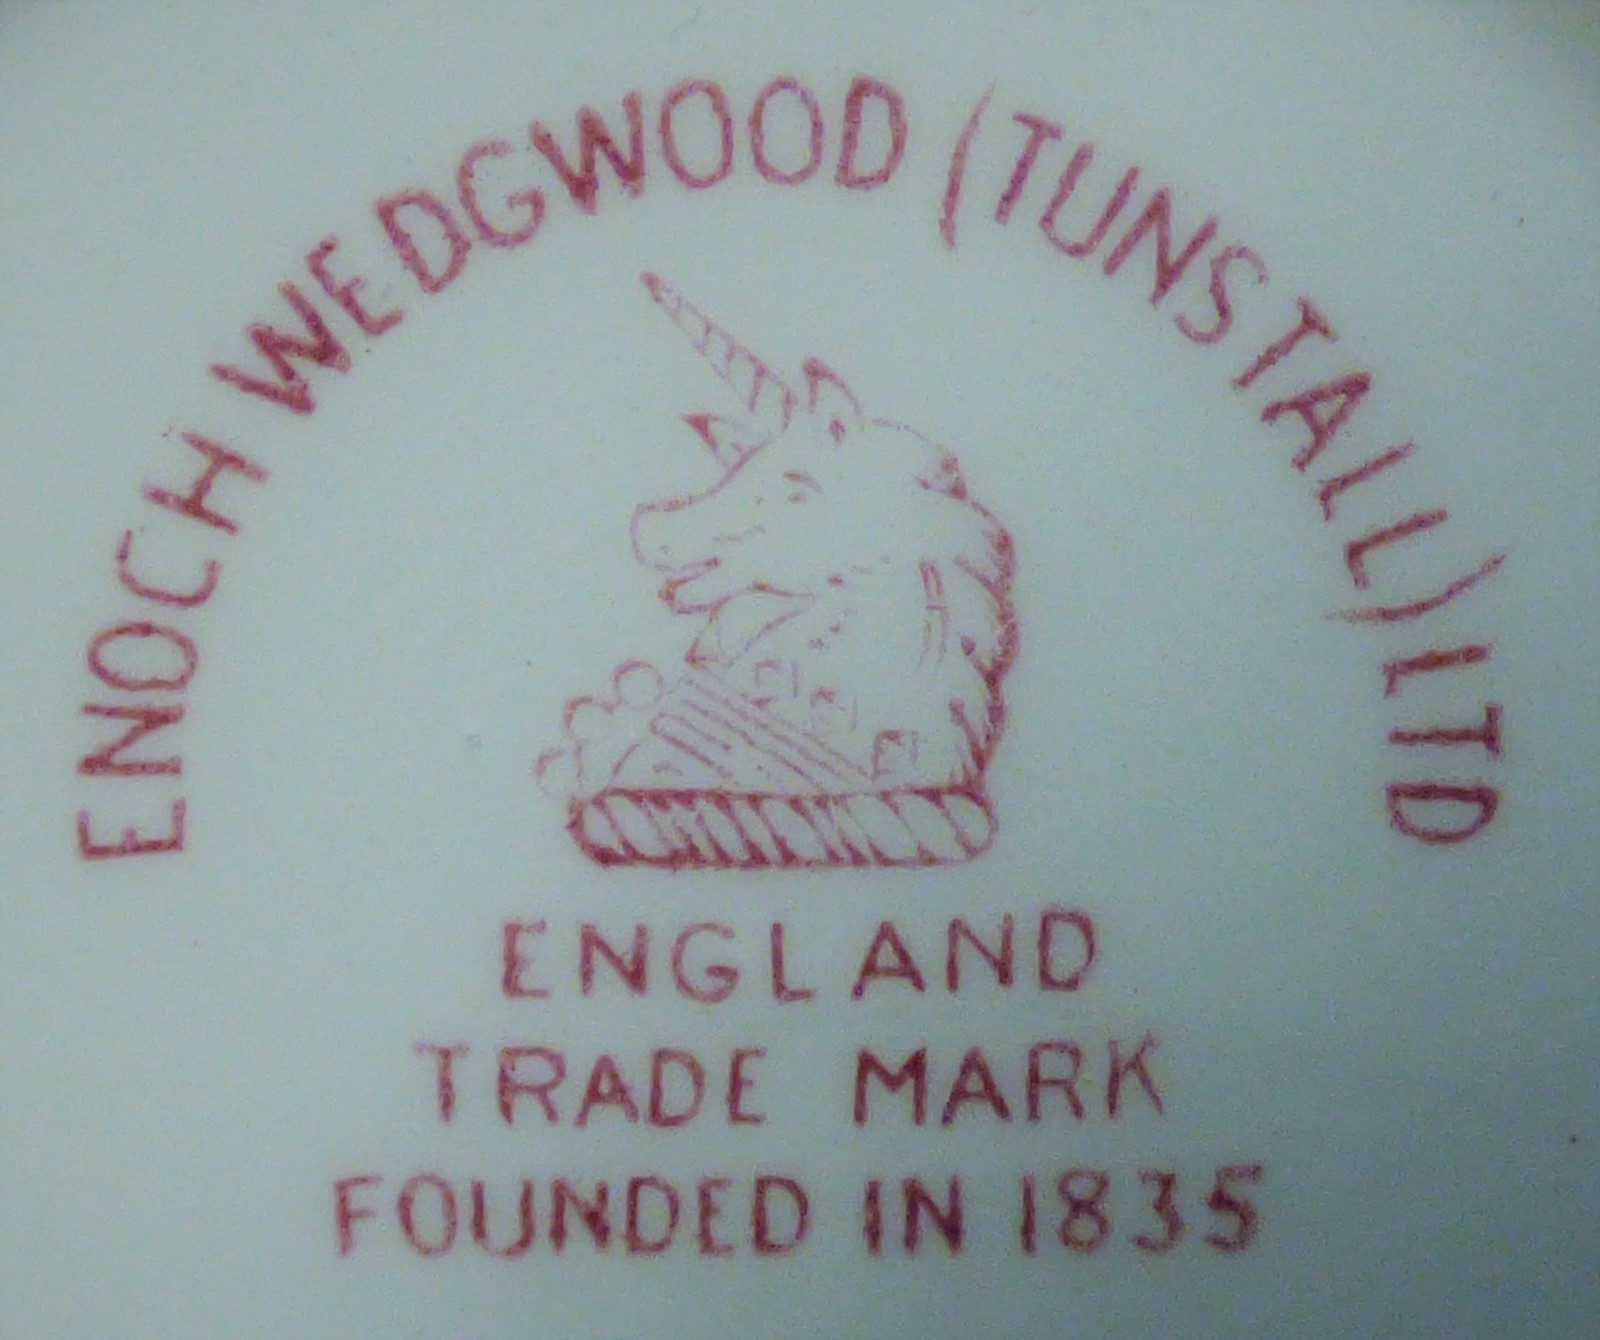 ENOCH WEDGWOOD (TUNSTALL) LTD
ENGLAND
TRADE MARK
FOUNDED IN 1835